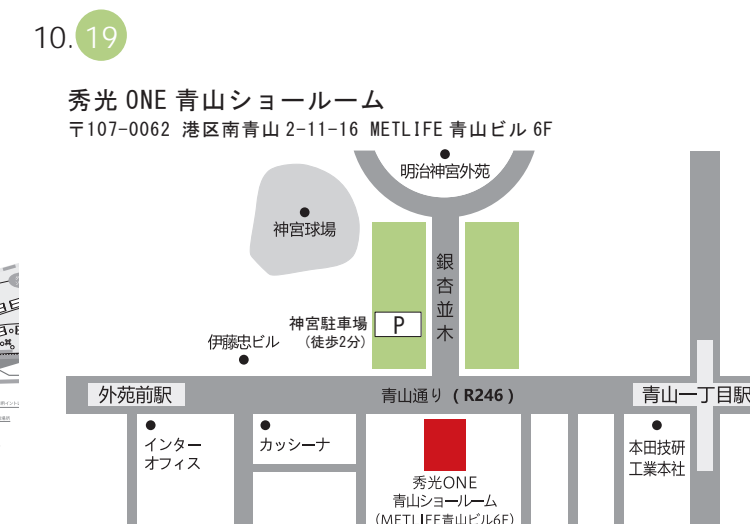 10.19
秀光 ONE 青山ショールーム
〒107-0062 港区南青山 2-11-16 METLIFE 青山ビル 6F
明治神宮外苑
神宮球場
銀杏並木
神宮駐車場
(徒歩2分)
P
伊藤忠ビル
外苑前駅
青山通り ( R246 )
青山一丁目駅
インター
オフィス
カッシーナ
本田技研
工業本社
秀光ONE
青山ショールーム
(METLIFE青山ビル6F)